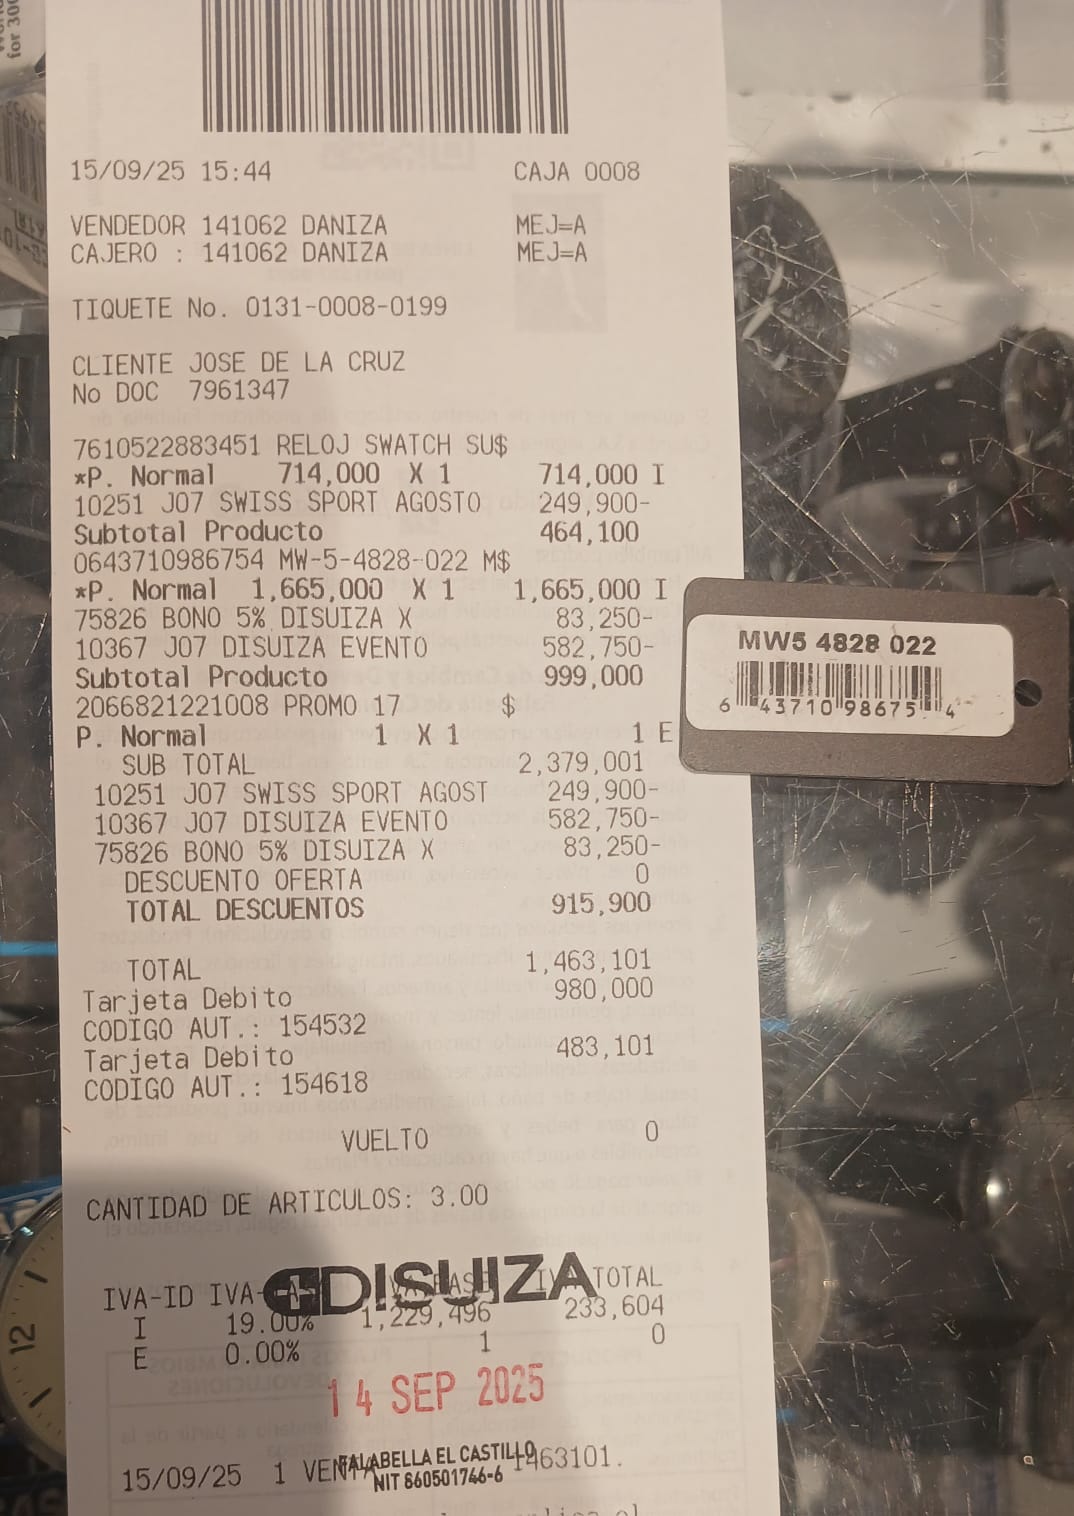 for 300
15/09/25 15:44 CAJA 0008
VENDEDOR 141062 DANIZA MEJ=A
CAJERO : 141062 DANIZA MEJ=A
TIQUETE No. 0131-0008-0199
CLIENTE JOSE DE LA CRUZ
No DOC 7961347
7610522883451 RELOJ SWATCH SU$
*P. Normal 714,000 X 1 714,000 I
10251 J07 SWISS SPORT AGOSTO 249,900-
Subtotal Producto 464,100
0643710986754 MW-5-4828-022 M$
*P. Normal 1,665,000 X 1 1,665,000 I
75826 BONO 5% DISUIZA X 83,250-
10367 J07 DISUIZA EVENTO 582,750-
Subtotal Producto 999,000
2066821221008 PROMO 17 $
P. Normal 1 X 1 1 E
SUB TOTAL 2,379,001
10251 J07 SWISS SPORT AGOST 249,900-
10367 J07 DISUIZA EVENTO 582,750-
75826 BONO 5% DISUIZA X 83,250-
DESCUENTO OFERTA 0
TOTAL DESCUENTOS 915,900
TOTAL 1,463,101
Tarjeta Debito 980,000
CODIGO AUT.: 154532
Tarjeta Debito 483,101
CODIGO AUT.: 154618
VUELTO 0
CANTIDAD DE ARTICULOS: 3.00
IVA-ID TOTAL
DISUIZA
I 19.00% 1,229,496 233,604
E 0.00% 1 0
14 SEP 2025
FALABELLA EL CASTILLO
NIT 860501746-6
15/09/25 1 1463101.
MW5 4828 022
6 43710 98675 4
12